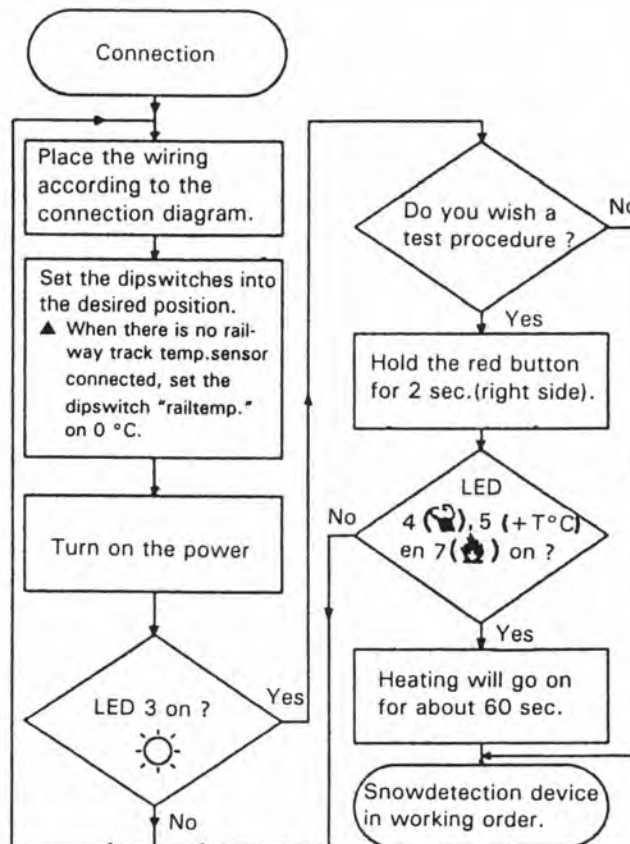 Connection
Place the wiring
according to the
connection diagram.
Set the dipswitches into
the desired position.
▲ When there is no rail-
way track temp.sensor
connected, set the
dipswitch "railtemp."
on 0 °C.
Turn on the power
LED 3 on ?
Yes
No
Do you wish a
test procedure ?
No
Yes
Hold the red button
for 2 sec.(right side).
LED
4 ( ), 5 (+T°C)
en 7( ) on ?
No
Yes
Heating will go on
for about 60 sec.
Snowdetection device
in working order.